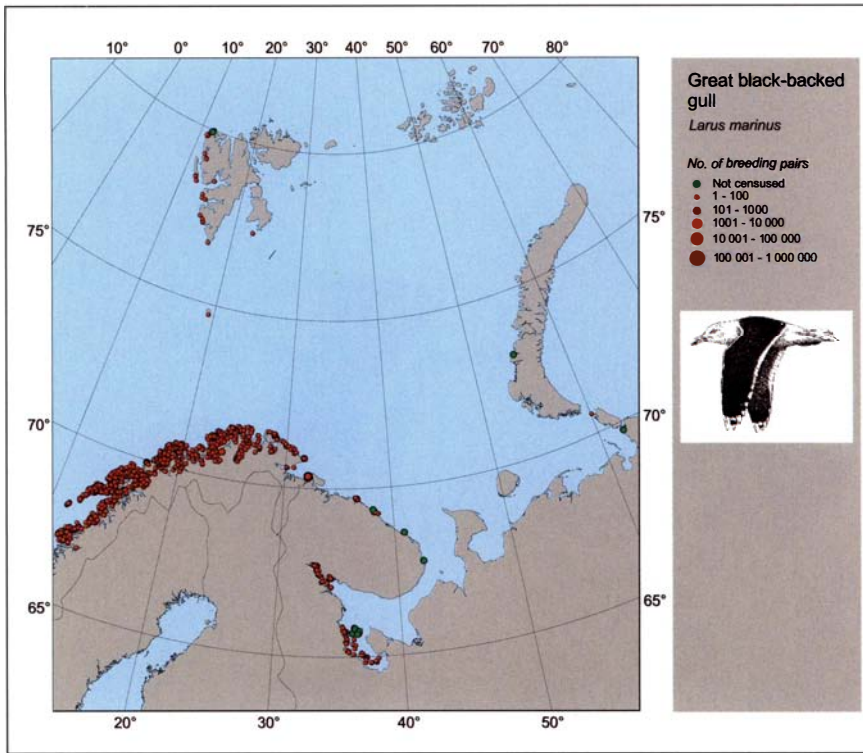 10° 0° 10° 20° 30° 40° 50° 60° 70° 80°
75°
70°
65°
75°
70°
65°
20° 30° 40° 50°
Great black-backed
gull
Larus marinus
No. of breeding pairs
Not censused
1 - 100
101 - 1000
1001 - 10 000
10 001 - 100 000
100 001 - 1 000 000